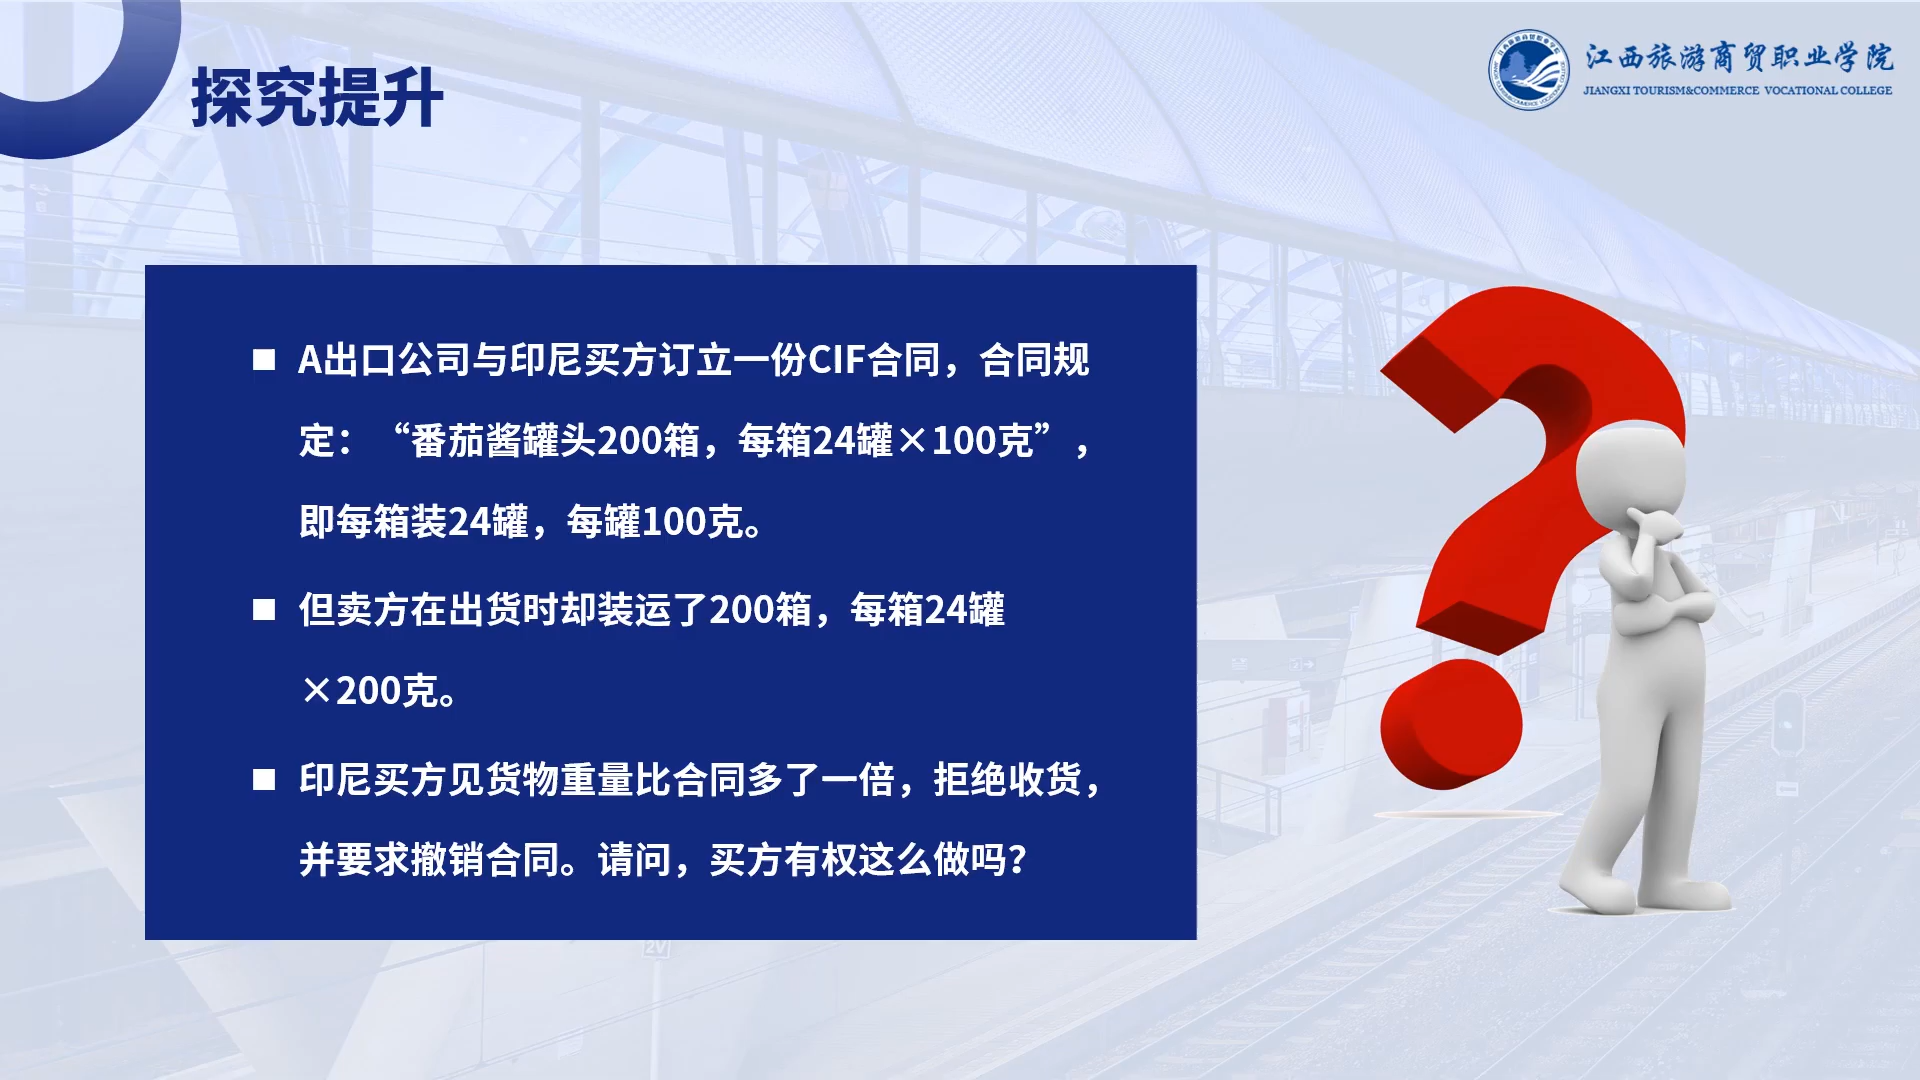 探究提升
江西旅游商贸职业学院
JIANGXI TOURISM&COMMERCE VOCATIONAL COLLEGE
■ A出口公司与印尼买方订立一份CIF合同，合同规
定：“番茄酱罐头200箱，每箱24罐×100克”，
即每箱装24罐，每罐100克。
■ 但卖方在出货时却装运了200箱，每箱24罐
×200克。
■ 印尼买方见货物重量比合同多了一倍，拒绝收货，
并要求撤销合同。请问，买方有权这么做吗？
2V